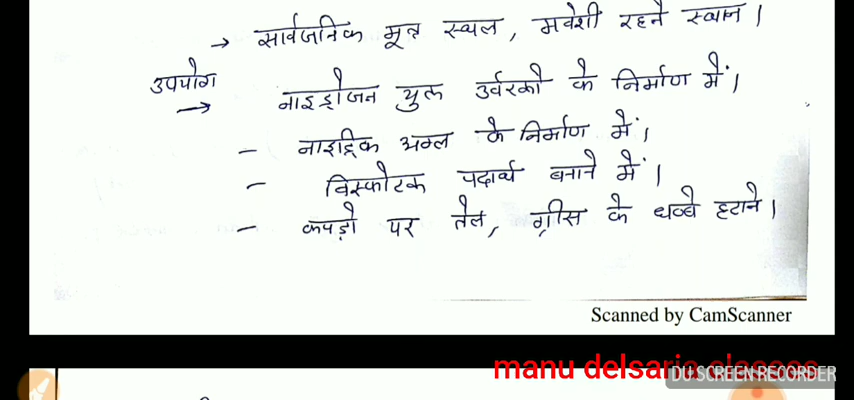 → सार्वजनिक मूत्र स्थल, मवेशी रहने स्थान।
उपयोग
→ नाइट्रोजन युक्त उर्वरको के निर्माण में।
- नाइट्रिक अम्ल के निर्माण में।
- विस्फोटक पदार्थ बनाने में।
- कपड़ो पर तेल, ग्रीस के धब्बे हटाने।
Scanned by CamScanner
manu delsaria classes
DU SCREEN RECORDER